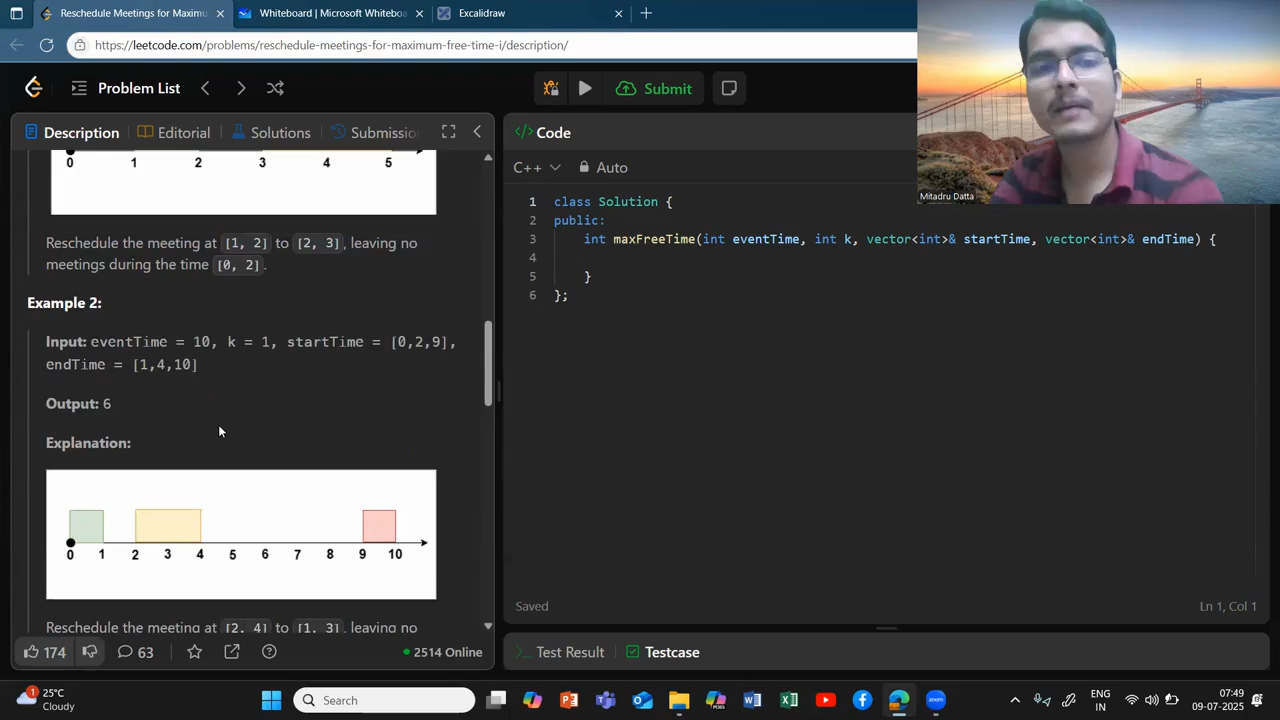 Reschedule Meetings for Maximu
Whiteboard | Microsoft Whitebo
Excalidraw
https://leetcode.com/problems/reschedule-meetings-for-maximum-free-time-i/description/
Problem List
Submit
Description
Editorial
Solutions
Submissio
Code
0 1 2 3 4 5
Reschedule the meeting at [1, 2] to [2, 3], leaving no
meetings during the time [0, 2].
Example 2:
Input: eventTime = 10, k = 1, startTime = [0,2,9],
endTime = [1,4,10]
Output: 6
Explanation:
0 1 2 3 4 5 6 7 8 9 10
Reschedule the meeting at [2, 4] to [1, 3], leaving no
174
63
2514 Online
C++
Auto
1 class Solution {
2 public:
3 int maxFreeTime(int eventTime, int k, vector<int>& startTime, vector<int>& endTime) {
4
5 }
6 };
Saved
Ln 1, Col 1
Test Result
Testcase
Mitadru Datta
1
25°C
Cloudy
Search
ENG
IN
07:49
09-07-2025